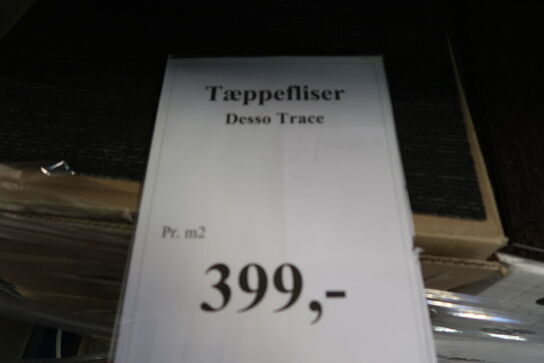 Tæppefliser
Desso Trace
Pr. m2
399,-